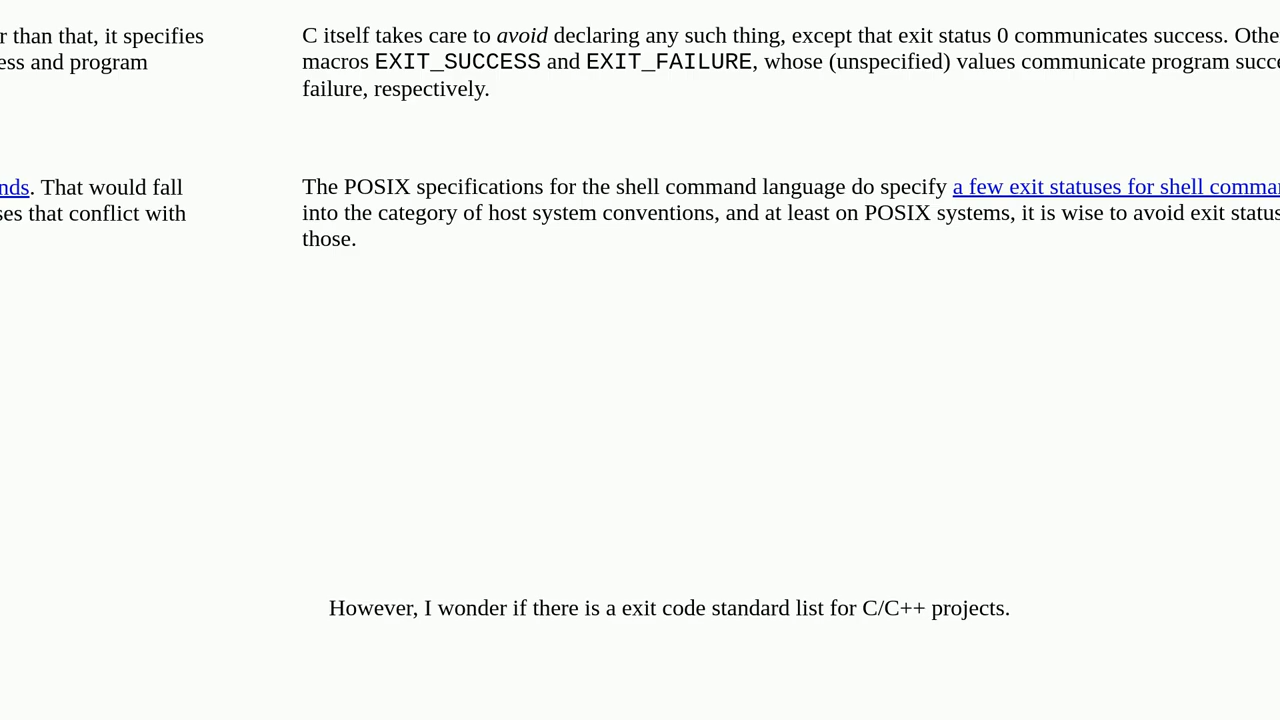 r than that, it specifies
ess and program
nds. That would fall
ses that conflict with
C itself takes care to avoid declaring any such thing, except that exit status 0 communicates success. Othe
macros EXIT_SUCCESS and EXIT_FAILURE, whose (unspecified) values communicate program succe
failure, respectively.
The POSIX specifications for the shell command language do specify a few exit statuses for shell comma
into the category of host system conventions, and at least on POSIX systems, it is wise to avoid exit status
those.
However, I wonder if there is a exit code standard list for C/C++ projects.